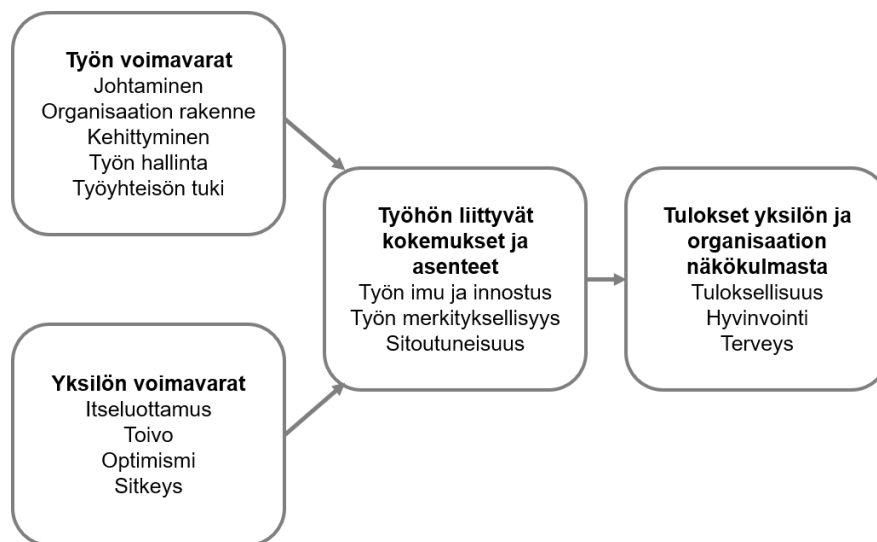 Työn voimavarat
Johtaminen
Organisaation rakenne
Kehittyminen
Työn hallinta
Työyhteisön tuki
Yksilön voimavarat
Itseluottamus
Toivo
Optimismi
Sitkeys
Työhön liittyvät
kokemukset ja
asenteet
Työn imu ja innostus
Työn merkityksellisyys
Sitoutuneisuus
Tulokset yksilön ja
organisaation
näkökulmasta
Tuloksellisuus
Hyvinvointi
Terveys